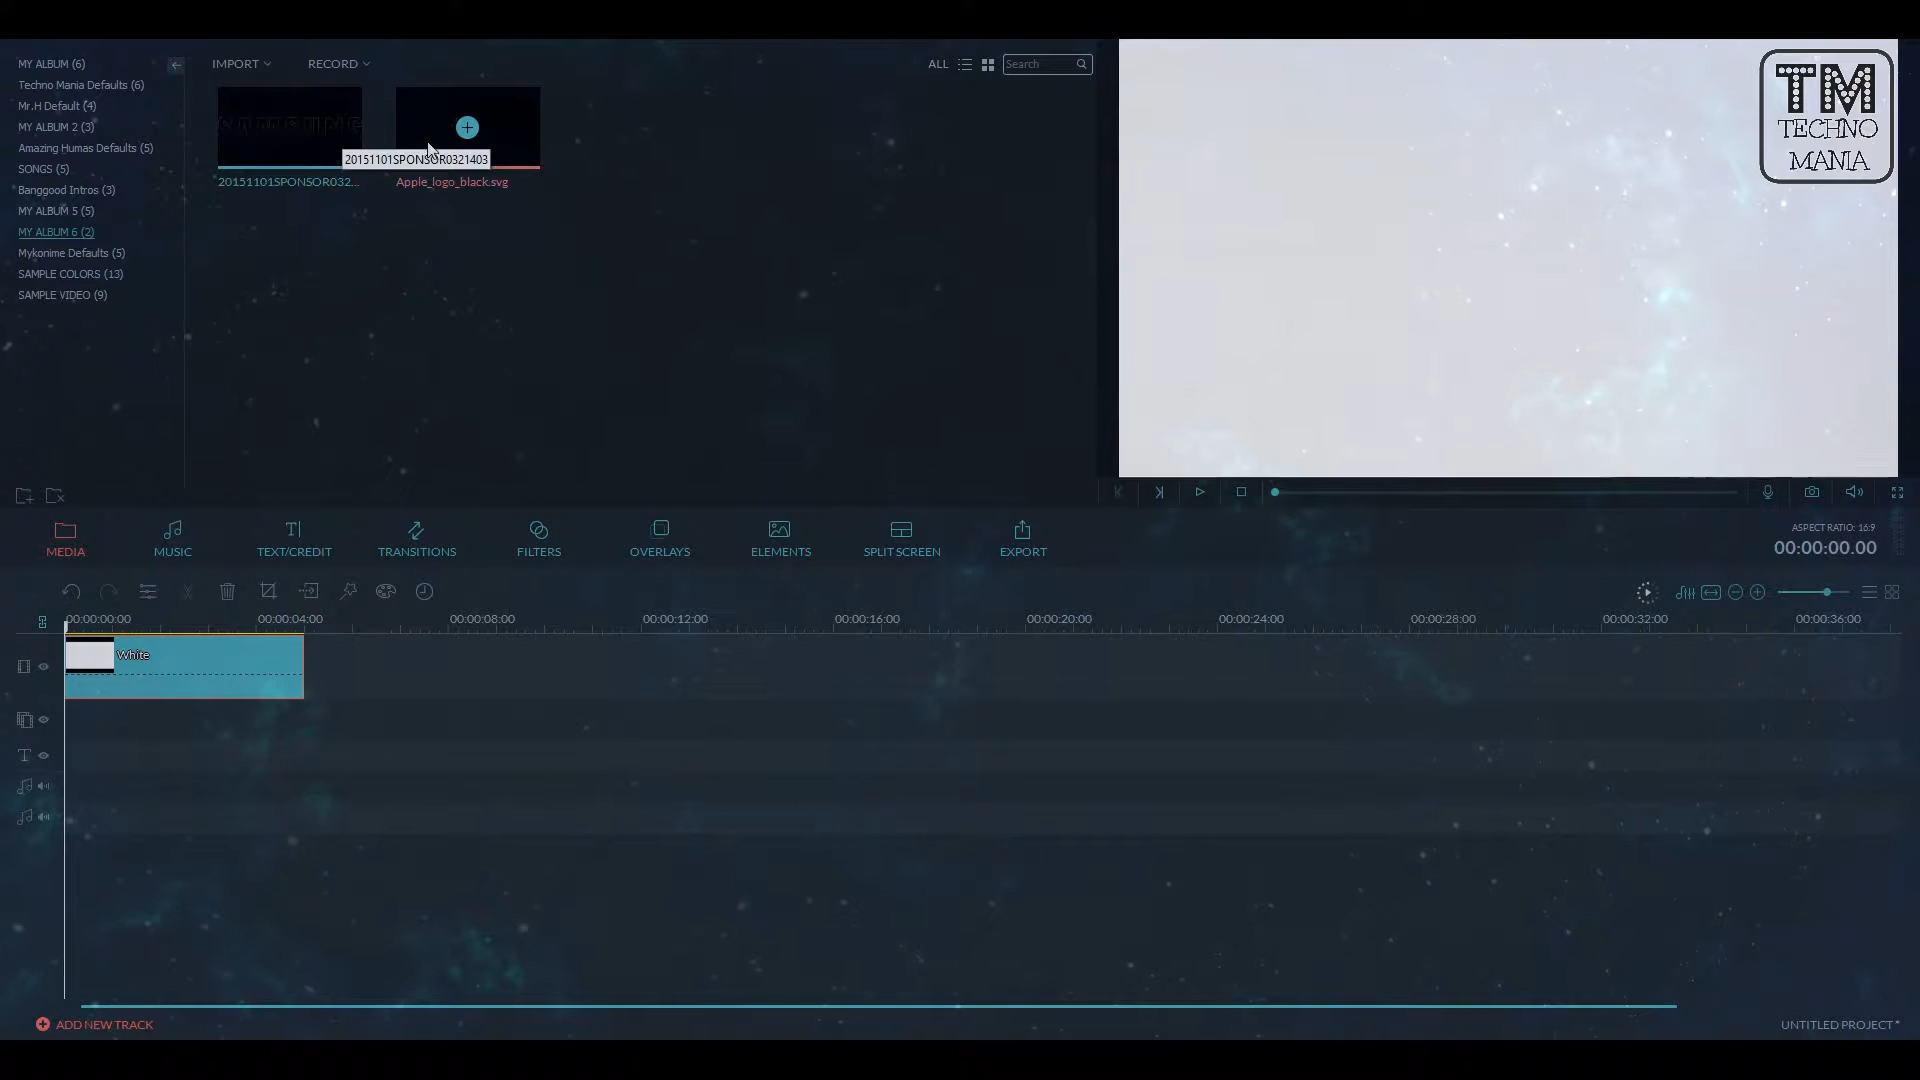 MY ALBUM (6)
Techno Mania Defaults (6)
Mr.H Default (4)
MY ALBUM 2 (3)
Amazing Humas Defaults (5)
SONGS (5)
Banggood Intros (3)
MY ALBUM 5 (5)
MY ALBUM 6 (2)
Mykonime Defaults (5)
SAMPLE COLORS (13)
SAMPLE VIDEO (9)
IMPORT
RECORD
ALL
Search
SAMSUNG
20151101SPONSOR0321403
20151101SPONSOR032...
Apple_logo_black.svg
TM
TECHNO
MANIA
MEDIA
MUSIC
TEXT/CREDIT
TRANSITIONS
FILTERS
OVERLAYS
ELEMENTS
SPLIT SCREEN
EXPORT
ASPECT RATIO: 16:9
00:00:00.00
00:00:00:00
00:00:04:00
00:00:08:00
00:00:12:00
00:00:16:00
00:00:20:00
00:00:24:00
00:00:28:00
00:00:32:00
00:00:36:00
White
ADD NEW TRACK
UNTITLED PROJECT*